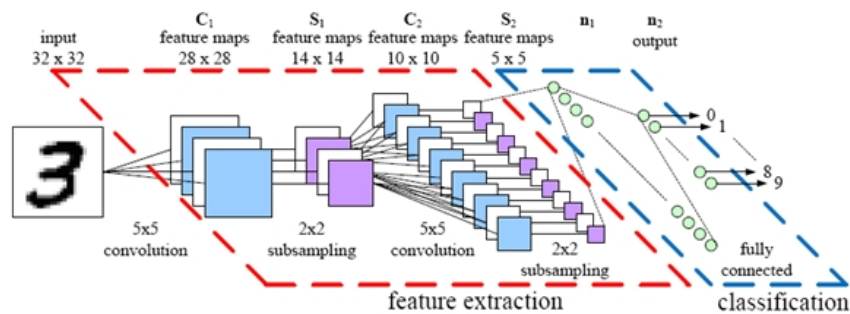 input
32 x 32
C₁
feature maps
28 x 28
S₁
feature maps
14 x 14
C₂
feature maps
10 x 10
S₂
feature maps
5 x 5
n₁
n₂
output
0
1
8
9
5x5
convolution
2x2
subsampling
5x5
convolution
2x2
subsampling
fully
connected
feature extraction
classification